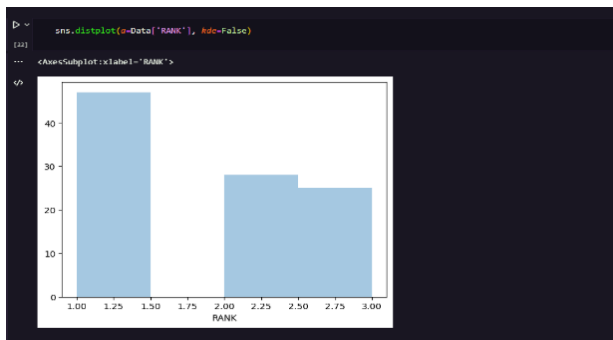 sns.distplot(a=Data['RANK'], kde=False)
[22]
... <AxesSubplot:xlabel='RANK'>
</>
40
30
20
10
0
1.00 1.25 1.50 1.75 2.00 2.25 2.50 2.75 3.00
RANK